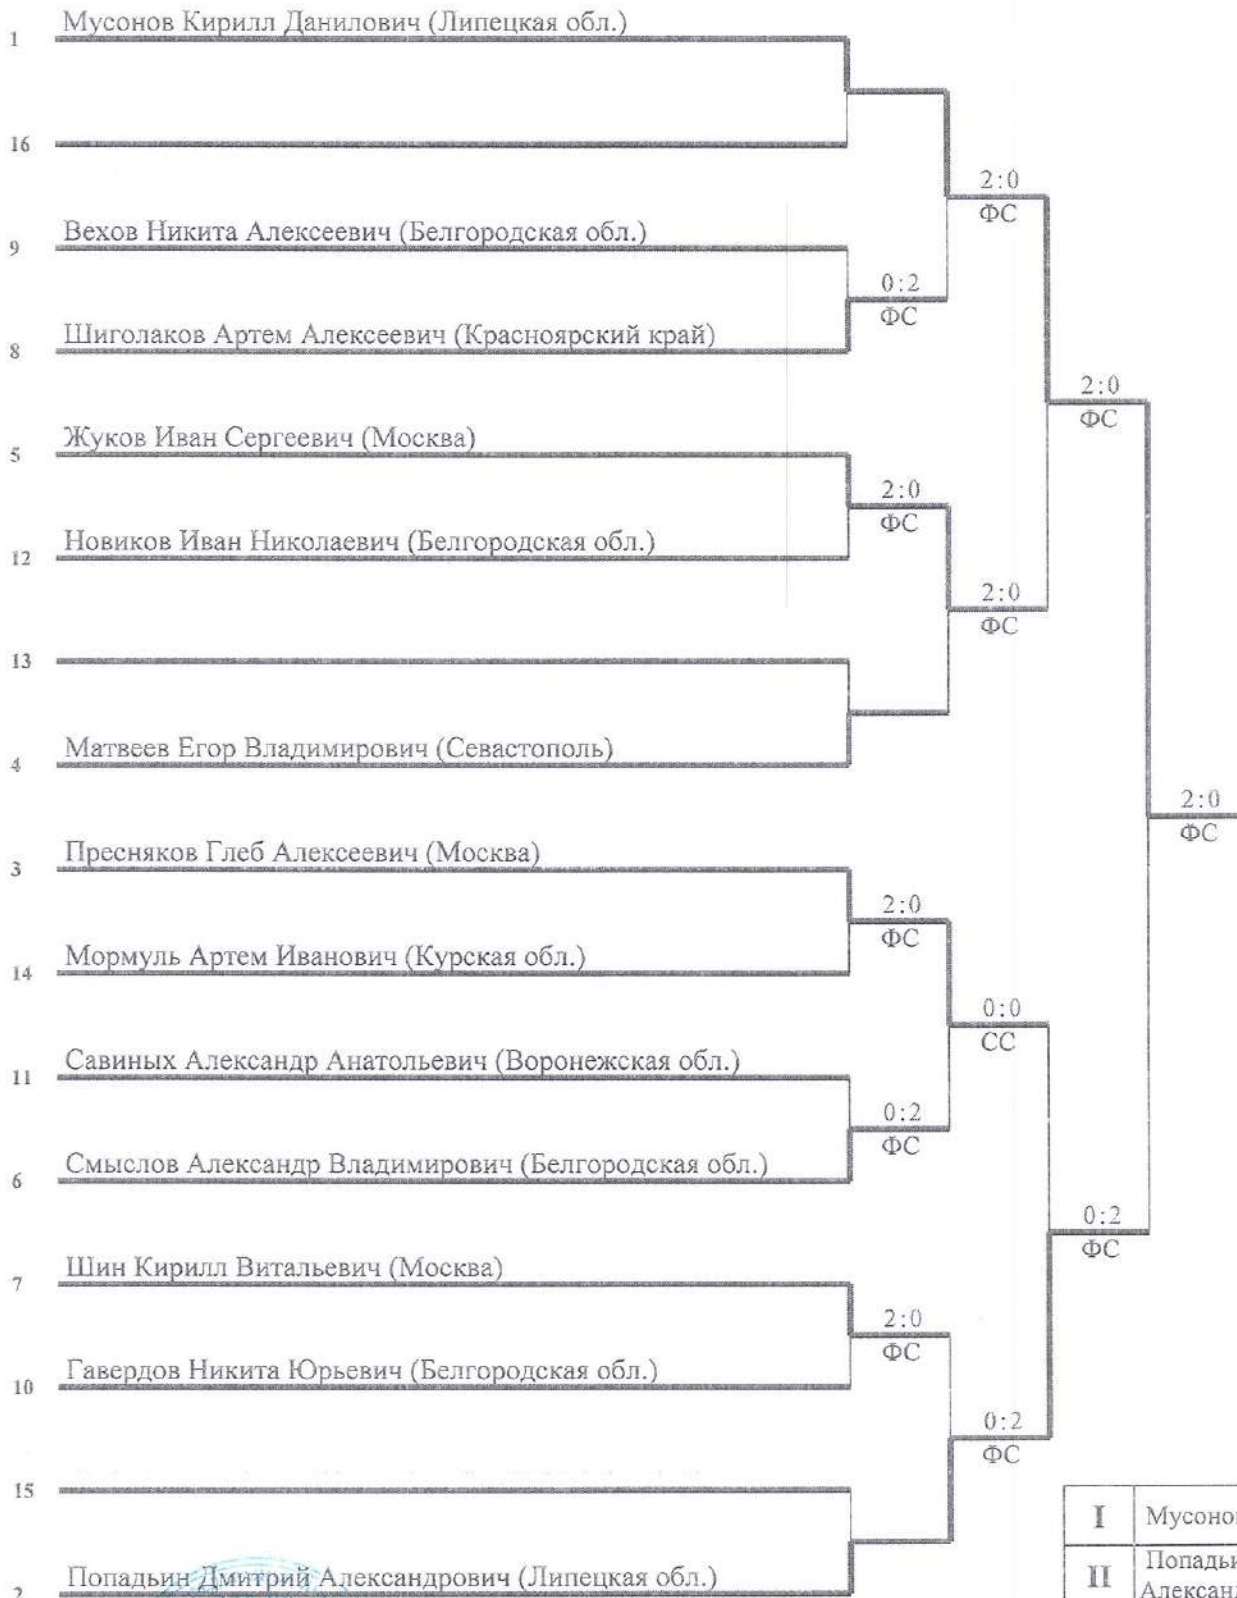 Мусонов Кирилл Данилович (Липецкая обл.)
1
16
2:0
ФС
Вехов Никита Алексеевич (Белгородская обл.)
9
0:2
ФС
Шиголаков Артем Алексеевич (Красноярский край)
8
2:0
ФС
Жуков Иван Сергеевич (Москва)
5
2:0
ФС
Новиков Иван Николаевич (Белгородская обл.)
12
2:0
ФС
13
Матвеев Егор Владимирович (Севастополь)
4
2:0
ФС
Пресняков Глеб Алексеевич (Москва)
3
2:0
ФС
Мормуль Артем Иванович (Курская обл.)
14
0:0
СС
Савиных Александр Анатольевич (Воронежская обл.)
11
0:2
ФС
Смыслов Александр Владимирович (Белгородская обл.)
6
0:2
ФС
Шин Кирилл Витальевич (Москва)
7
2:0
ФС
Гавердов Никита Юрьевич (Белгородская обл.)
10
0:2
ФС
15
I Мусонов
Попадьин Дмитрий Александрович (Липецкая обл.)
2
II Попадьи
Александ